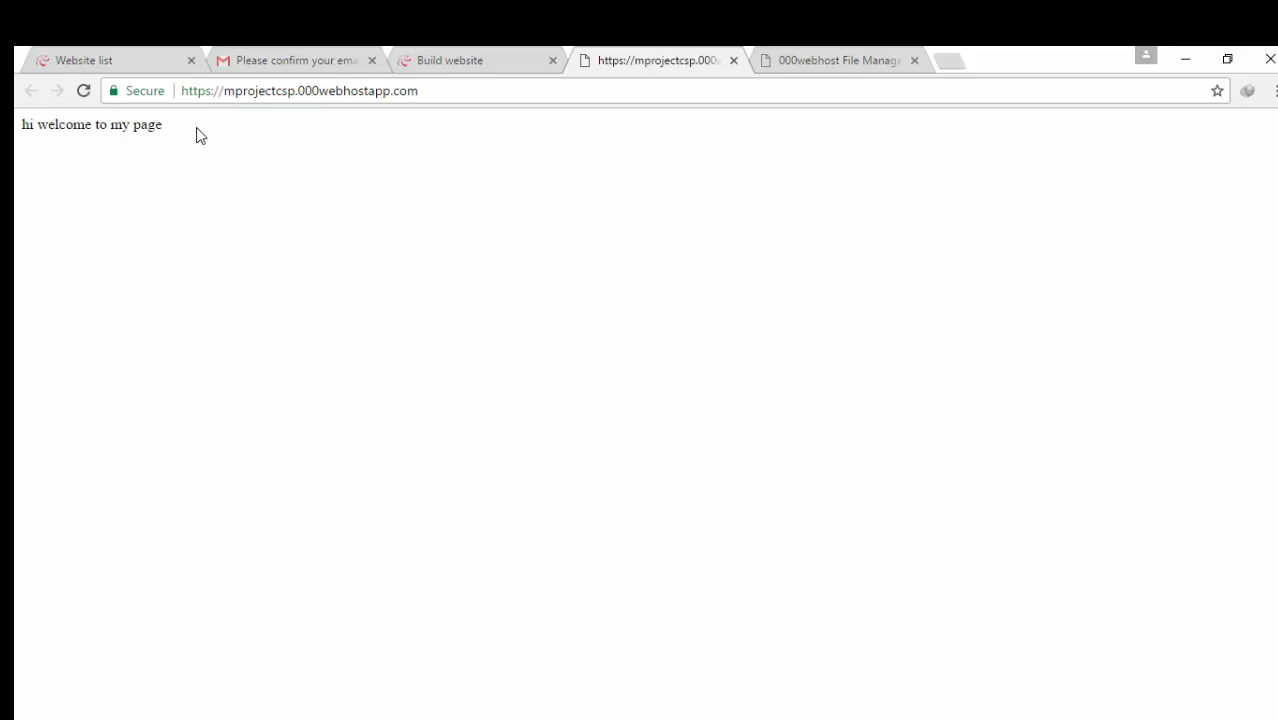 Website list
Please confirm your ema
Build website
https://mprojectcsp.000
000webhost File Manag
Secure
https://mprojectcsp.000webhostapp.com
hi welcome to my page